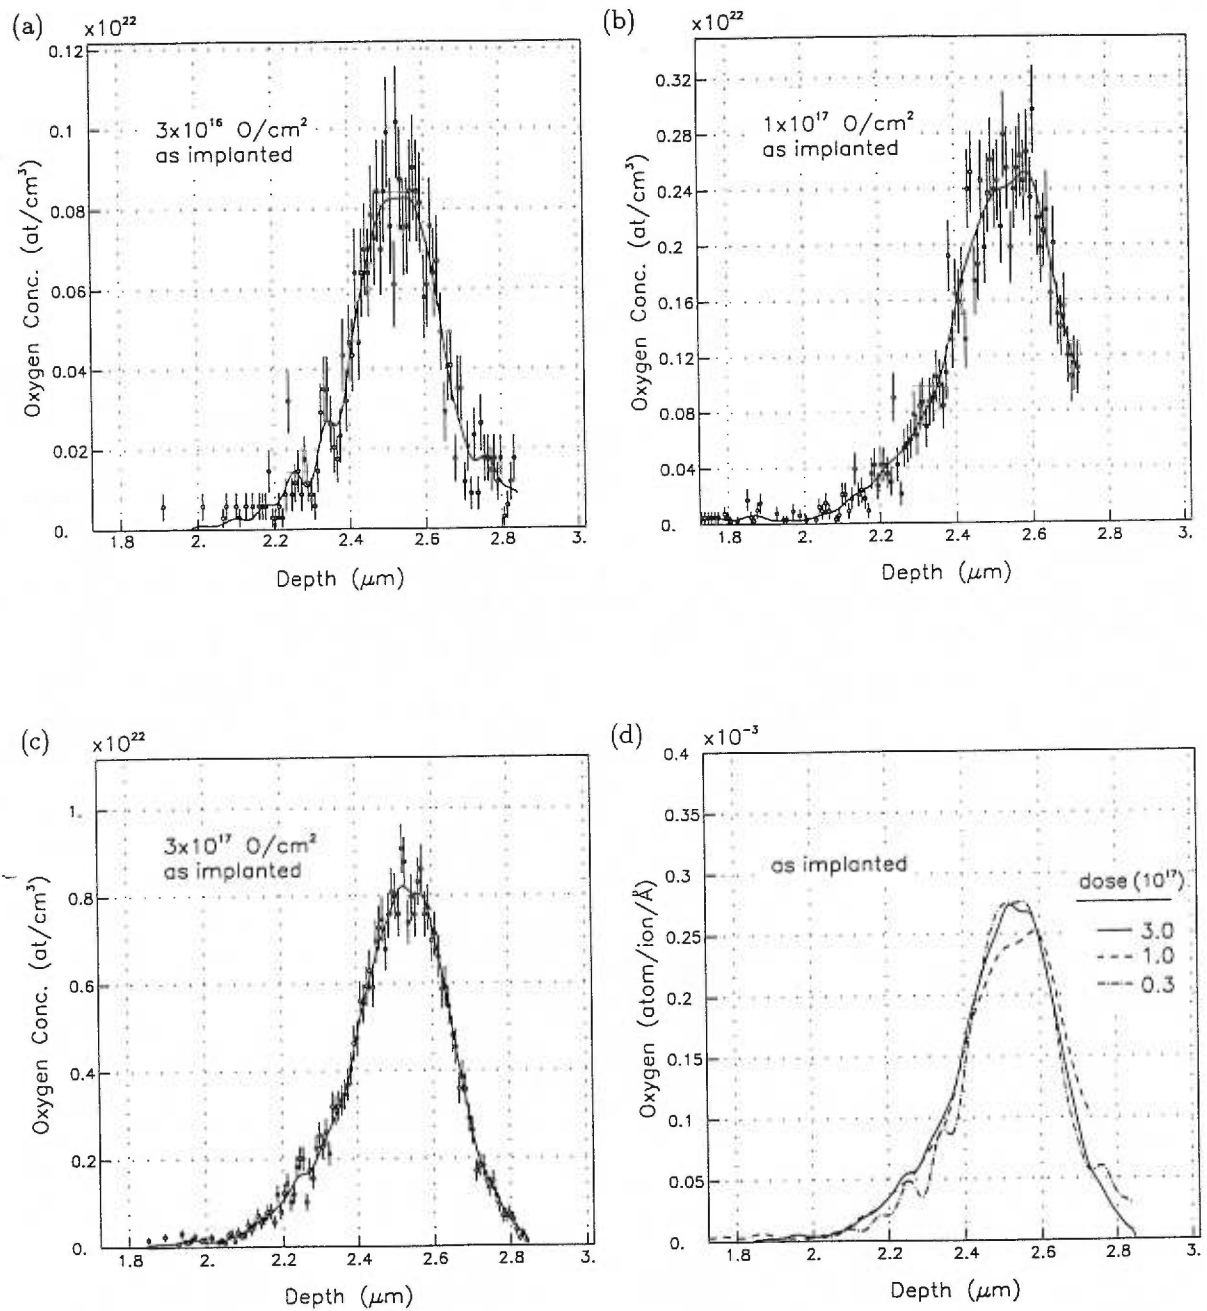 (a)
×10²²
0.12
0.1
0.08
0.06
0.04
0.02
0.
3x10¹⁶ O/cm²
as implanted
Oxygen Conc. (at/cm³)
1.8 2. 2.2 2.4 2.6 2.8 3.
Depth (μm)
(b)
×10²²
0.32
0.28
0.24
0.2
0.16
0.12
0.08
0.04
0.
1x10¹⁷ O/cm²
as implanted
Oxygen Conc. (at/cm³)
1.8 2. 2.2 2.4 2.6 2.8 3.
Depth (μm)
(c)
×10²²
1.
0.8
0.6
0.4
0.2
0.
3x10¹⁷ O/cm²
as implanted
Oxygen Conc. (at/cm³)
1.8 2. 2.2 2.4 2.6 2.8 3.
Depth (μm)
(d)
×10⁻³
0.4
0.35
0.3
0.25
0.2
0.15
0.1
0.05
0.
as implanted
dose (10¹⁷)
3.0
1.0
0.3
Oxygen (atom/ion/Å)
1.8 2. 2.2 2.4 2.6 2.8 3.
Depth (μm)